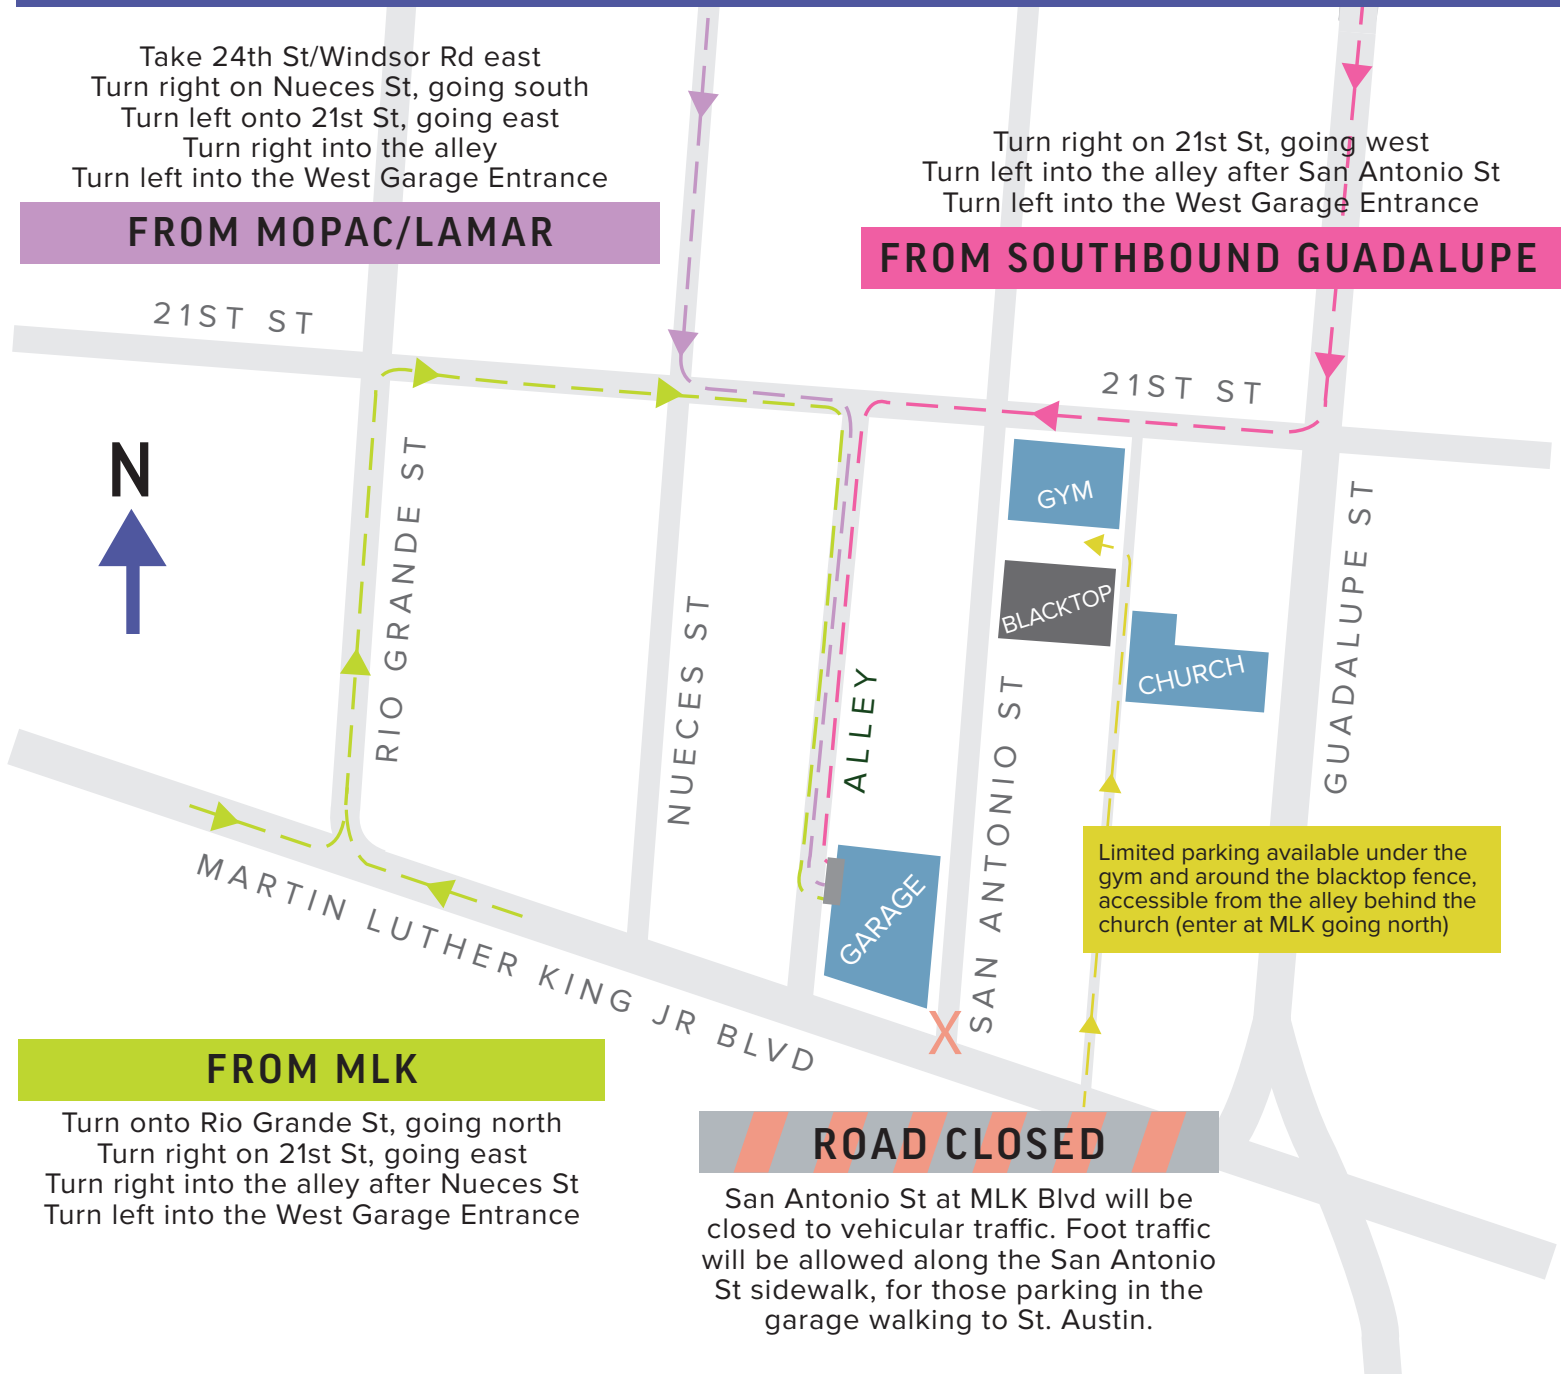 Take 24th St/Windsor Rd east
Turn right on Nueces St, going south
Turn left onto 21st St, going east
Turn right into the alley
Turn left into the West Garage Entrance
FROM MOPAC/LAMAR
Turn right on 21st St, going west
Turn left into the alley after San Antonio St
Turn left into the West Garage Entrance
FROM SOUTHBOUND GUADALUPE
21ST ST
21ST ST
N
RIO GRANDE ST
NUECES ST
ALLEY
SAN ANTONIO ST
GUADALUPE ST
GYM
BLACKTOP
CHURCH
GARAGE
Limited parking available under the
gym and around the blacktop fence,
accessible from the alley behind the
church (enter at MLK going north)
MARTIN LUTHER KING JR BLVD
X
FROM MLK
Turn onto Rio Grande St, going north
Turn right on 21st St, going east
Turn right into the alley after Nueces St
Turn left into the West Garage Entrance
ROAD CLOSED
San Antonio St at MLK Blvd will be
closed to vehicular traffic. Foot traffic
will be allowed along the San Antonio
St sidewalk, for those parking in the
garage walking to St. Austin.